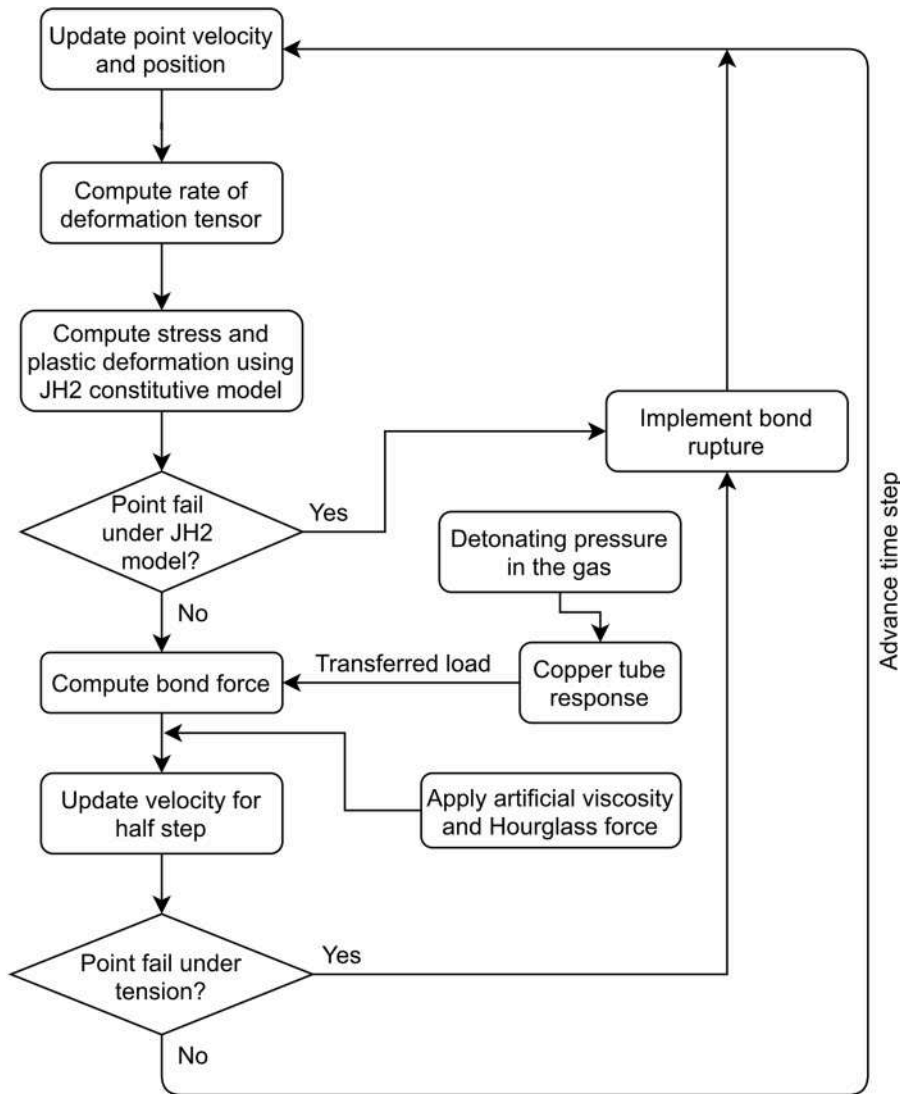 Update point velocity
and position
Compute rate of
deformation tensor
Compute stress and
plastic deformation using
JH2 constitutive model
Implement bond
rupture
Point fail
under JH2
model?
Yes
No
Detonating pressure
in the gas
Advance time step
Transferred load
Compute bond force
Copper tube
response
Update velocity for
half step
Apply artificial viscosity
and Hourglass force
Point fail under
tension?
Yes
No